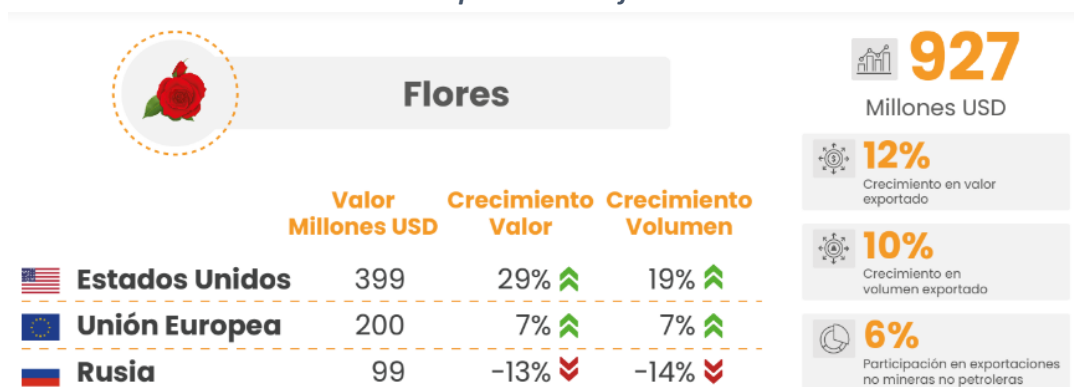 Flores
Valor Crecimiento Crecimiento
Millones USD Valor Volumen
Estados Unidos 399 29% 19%
Unión Europea 200 7% 7%
Rusia 99 -13% -14%
927
Millones USD
12%
Crecimiento en valor
exportado
10%
Crecimiento en
volumen exportado
6%
Participación en exportaciones
no mineras no petroleras